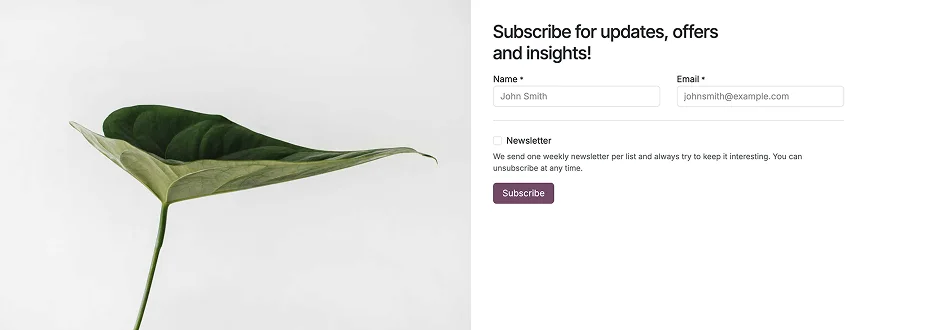 Subscribe for updates, offers
and insights!
Name *
Email *
John Smith
johnsmith@example.com
Newsletter
We send one weekly newsletter per list and always try to keep it interesting. You can
unsubscribe at any time.
Subscribe